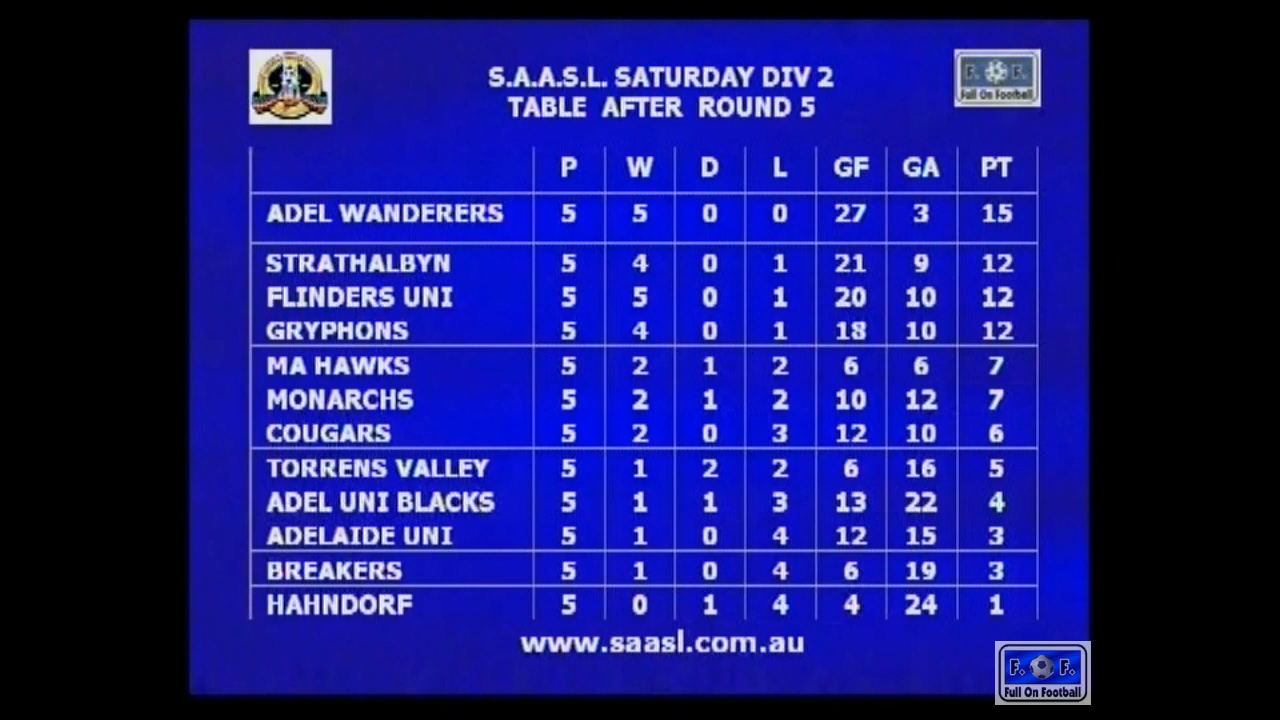 S.A.A.S.L. SATURDAY DIV 2
TABLE AFTER ROUND 5
F. F.
Full On Football
P W D L GF GA PT
ADEL WANDERERS 5 5 0 0 27 3 15
STRATHALBYN 5 4 0 1 21 9 12
FLINDERS UNI 5 5 0 1 20 10 12
GRYPHONS 5 4 0 1 18 10 12
MA HAWKS 5 2 1 2 6 6 7
MONARCHS 5 2 1 2 10 12 7
COUGARS 5 2 0 3 12 10 6
TORRENS VALLEY 5 1 2 2 6 16 5
ADEL UNI BLACKS 5 1 1 3 13 22 4
ADELAIDE UNI 5 1 0 4 12 15 3
BREAKERS 5 1 0 4 6 19 3
HAHNDORF 5 0 1 4 4 24 1
www.saasl.com.au
F. F.
Full On Football